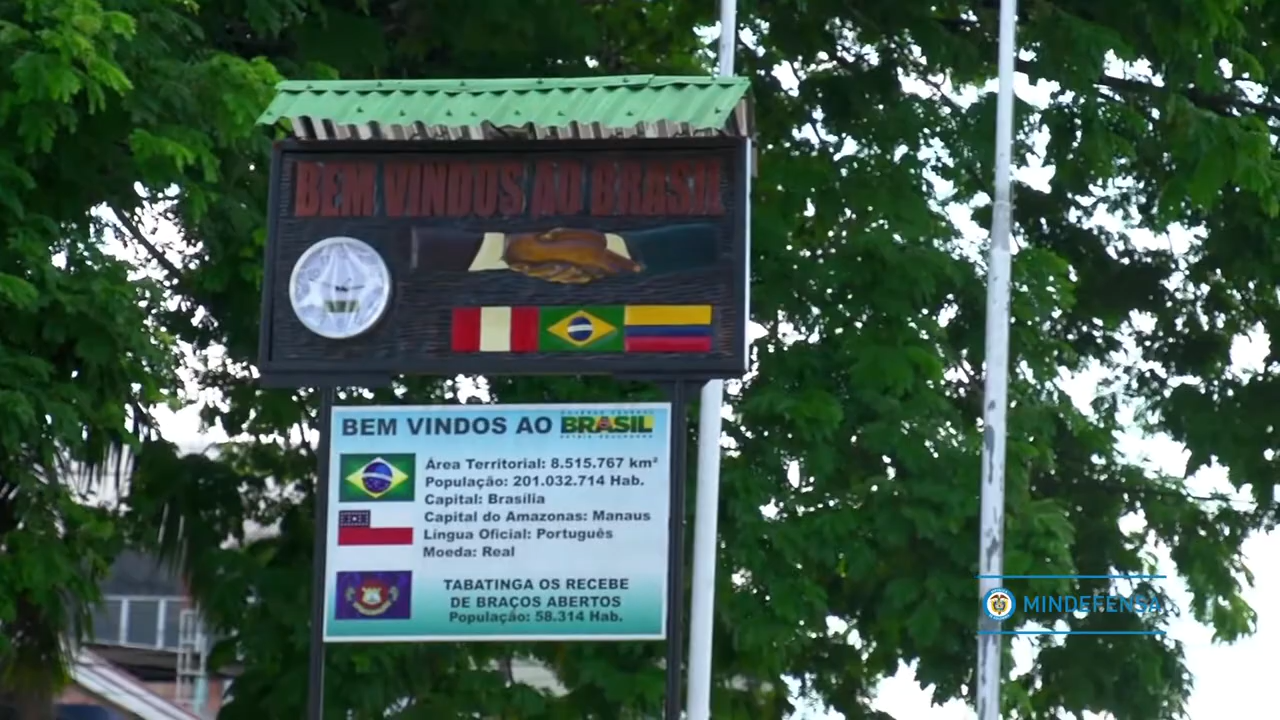 BEM VINDOS AO BRASIL
BEM VINDOS AO BRASIL
Área Territorial: 8.515.767 km²
População: 201.032.714 Hab.
Capital: Brasília
Capital do Amazonas: Manaus
Língua Oficial: Português
Moeda: Real
TABATINGA OS RECEBE
DE BRAÇOS ABERTOS
População: 58.314 Hab.
MINDEFENSA